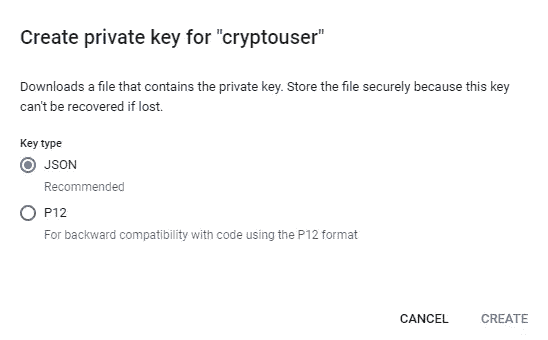 Create private key for "cryptouser"
Downloads a file that contains the private key. Store the file securely because this key
can't be recovered if lost.
Key type
JSON
Recommended
P12
For backward compatibility with code using the P12 format
CANCEL CREATE